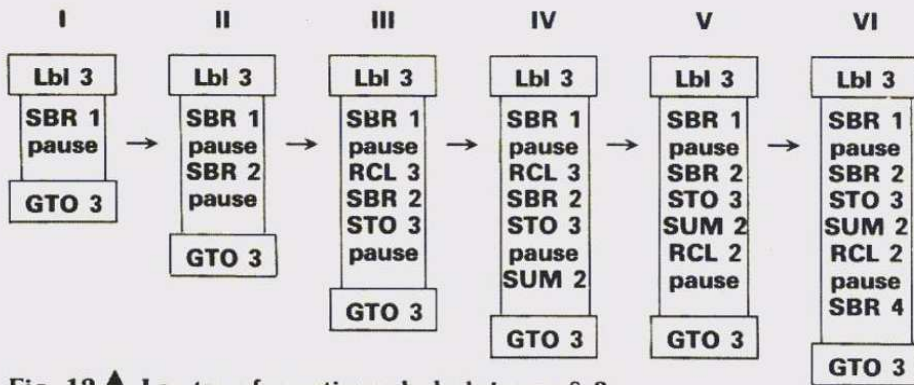 I II III IV V VI
Lbl 3 Lbl 3 Lbl 3 Lbl 3 Lbl 3 Lbl 3
SBR 1 SBR 1 SBR 1 SBR 1 SBR 1 SBR 1
pause → pause → pause → pause → pause → pause
SBR 2 RCL 3 RCL 3 SBR 2 SBR 2
GTO 3 pause SBR 2 SBR 2 STO 3 STO 3
STO 3 STO 3 SUM 2 SUM 2
GTO 3 pause pause RCL 2 RCL 2
SUM 2 pause pause
GTO 3 SBR 4
GTO 3 GTO 3
GTO 3
Fig. 12 ▲